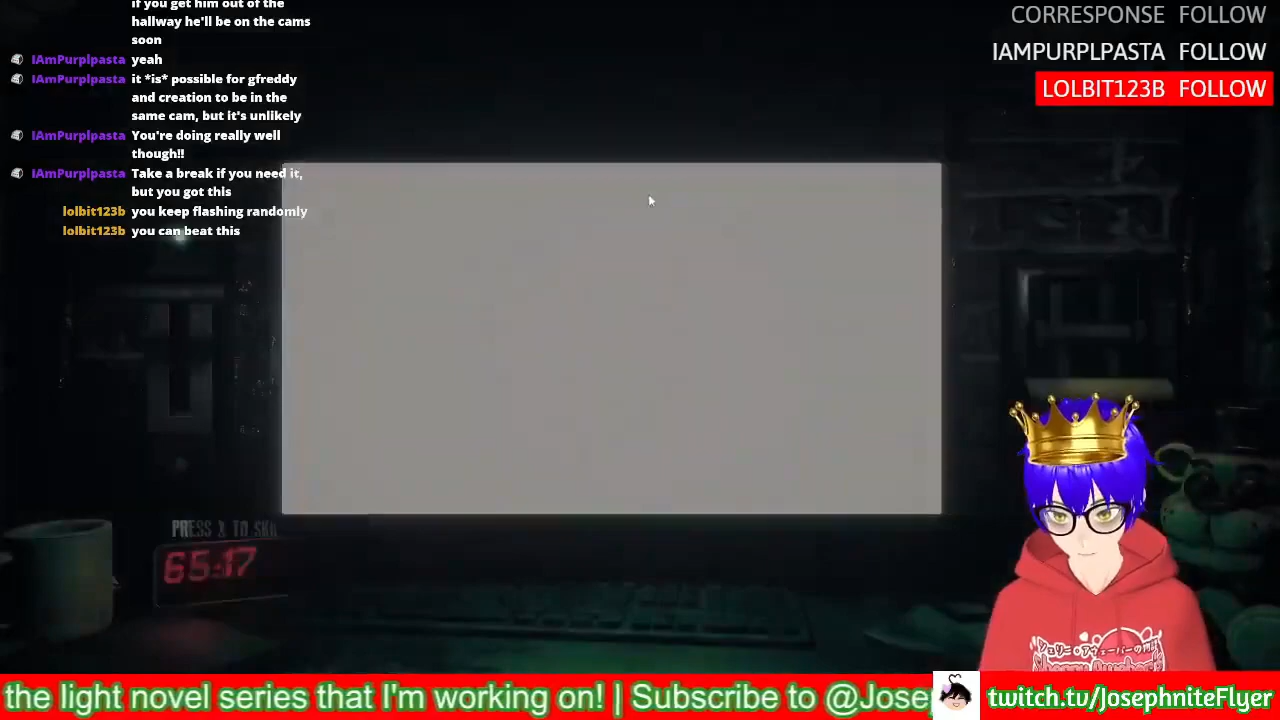 if you get him out of the
hallway he'll be on the cams
soon
IAmPurplpasta yeah
IAmPurplpasta it *is* possible for gfreddy
and creation to be in the
same cam, but it's unlikely
IAmPurplpasta You're doing really well
though!!
IAmPurplpasta Take a break if you need it,
but you got this
lolbit123b you keep flashing randomly
lolbit123b you can beat this
CORRESPONSE FOLLOW
IAMPURPLPASTA FOLLOW
LOLBIT123B FOLLOW
PRESS X TO SKIP
65:17
the light novel series that I'm working on! | Subscribe to @Josep
twitch.tv/JosephniteFlyer